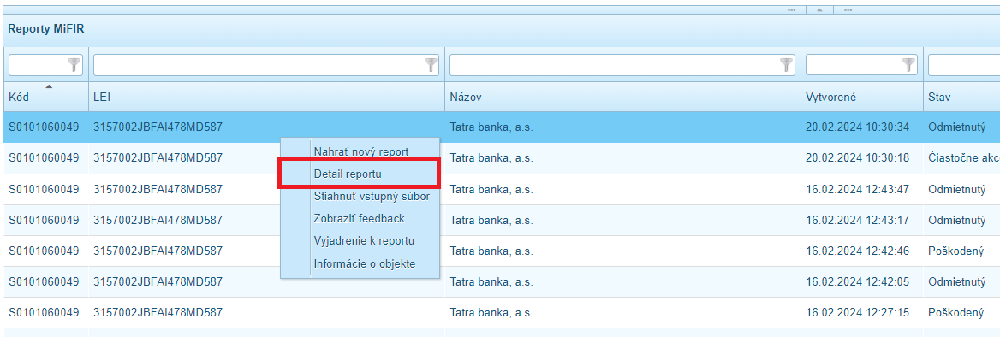 Reporty MiFIR
Kód LEI Názov Vytvorené Stav
S0101060049 3157002JBFAI478MD587 Tatra banka, a.s. 20.02.2024 10:30:34 Odmietnutý
S0101060049 3157002JBFAI478MD587 Tatra banka, a.s. 20.02.2024 10:30:18 Čiastočne akc
S0101060049 3157002JBFAI478MD587 Tatra banka, a.s. 16.02.2024 12:43:47 Odmietnutý
S0101060049 3157002JBFAI478MD587 Tatra banka, a.s. 16.02.2024 12:43:17 Odmietnutý
S0101060049 3157002JBFAI478MD587 Tatra banka, a.s. 16.02.2024 12:42:46 Poškodený
S0101060049 3157002JBFAI478MD587 Tatra banka, a.s. 16.02.2024 12:42:05 Odmietnutý
S0101060049 3157002JBFAI478MD587 Tatra banka, a.s. 16.02.2024 12:27:15 Poškodený
Nahrať nový report
Detail reportu
Stiahnuť vstupný súbor
Zobraziť feedback
Vyjadrenie k reportu
Informácie o objekte